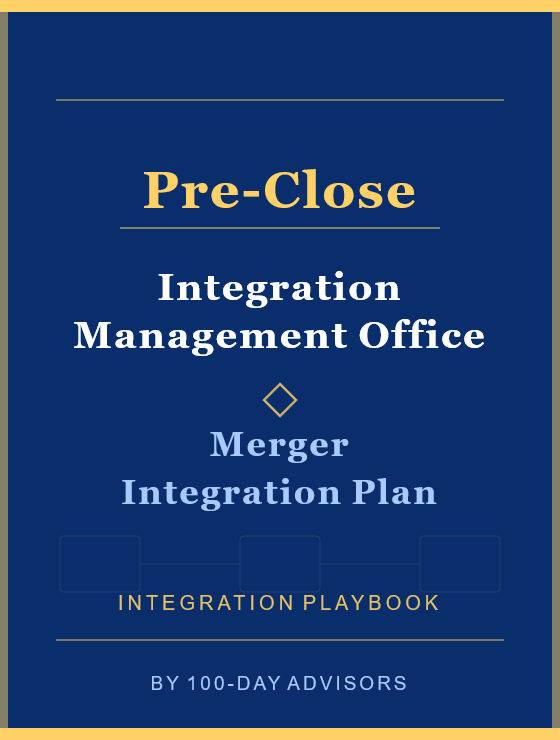 Pre-Close
Integration
Management Office
Merger
Integration Plan
INTEGRATION PLAYBOOK
BY 100-DAY ADVISORS